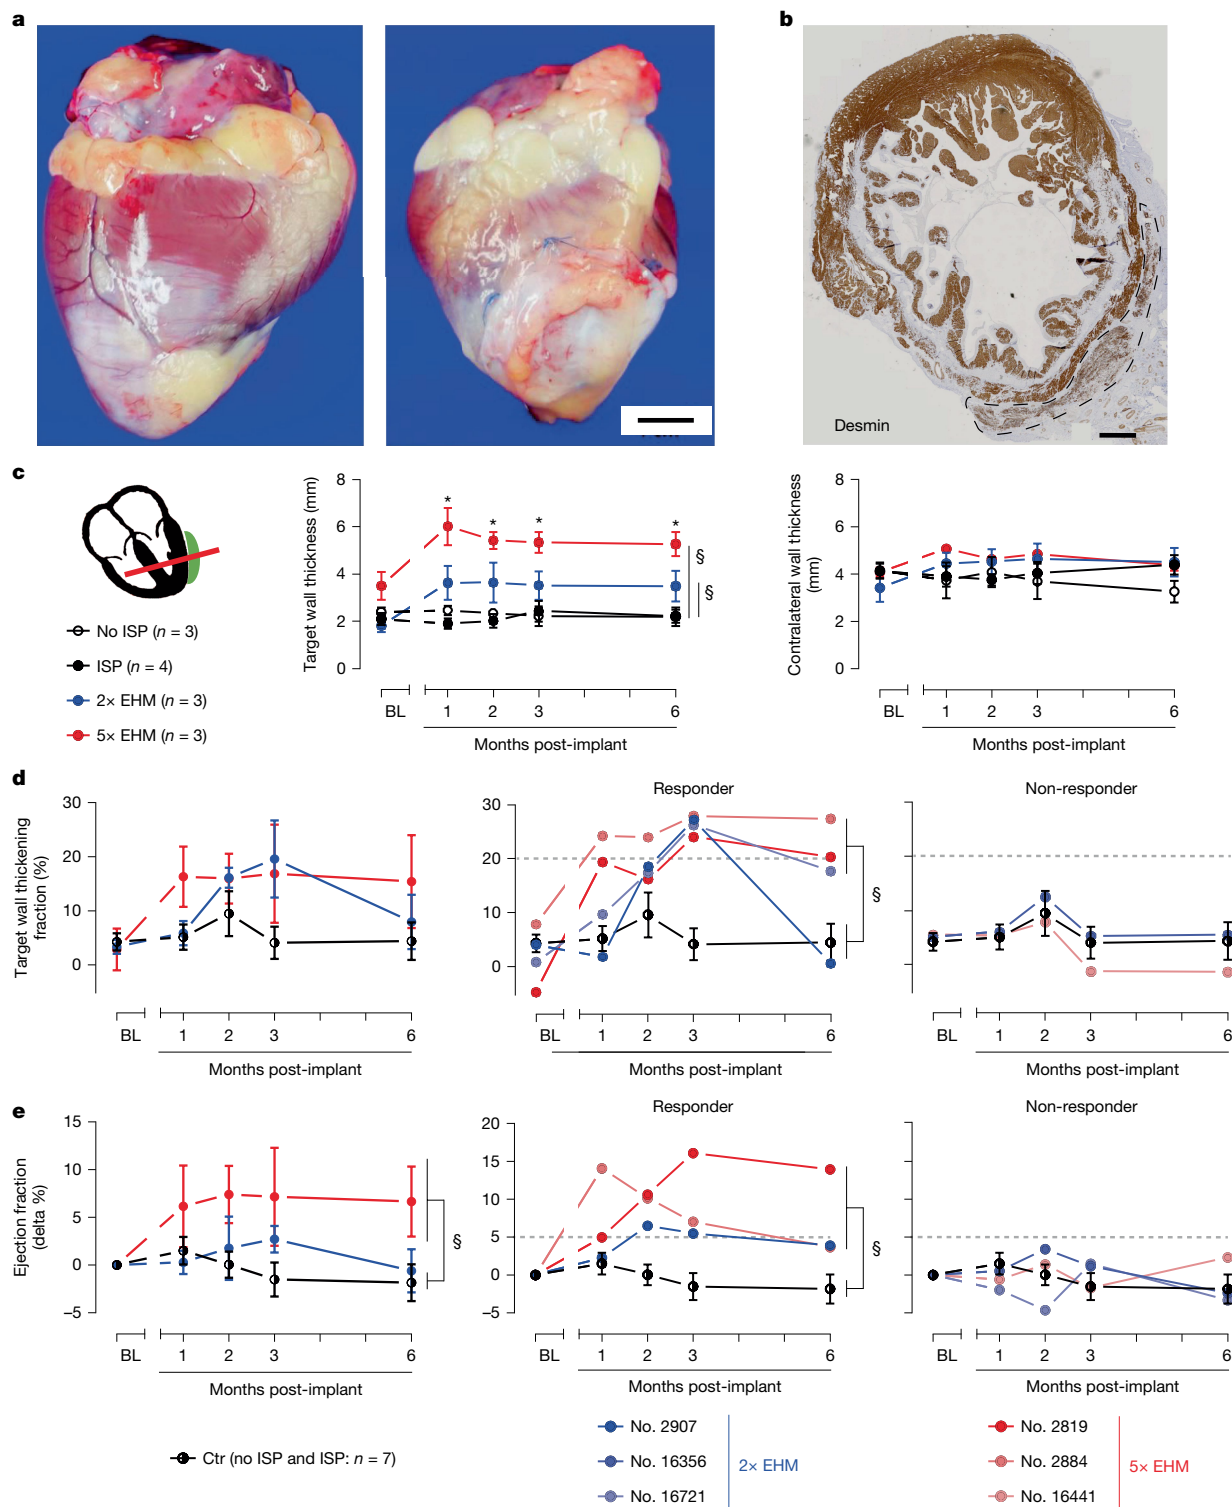 a
b
Desmin
c
No ISP (n = 3)
ISP (n = 4)
2× EHM (n = 3)
5× EHM (n = 3)
Target wall thickness (mm)
8
6
4
2
0
*
*
*
*
§
§
BL
1
2
3
6
Months post-implant
Contralateral wall thickness
(mm)
8
6
4
2
0
BL
1
2
3
6
Months post-implant
d
Target wall thickening
fraction (%)
30
20
10
0
BL
1
2
3
6
Months post-implant
Responder
30
20
10
0
§
BL
1
2
3
6
Months post-implant
Non-responder
BL
1
2
3
6
Months post-implant
e
Ejection fraction
(delta %)
15
10
5
0
−5
§
BL
1
2
3
6
Months post-implant
Responder
20
15
10
5
0
−5
§
BL
1
2
3
6
Months post-implant
Non-responder
BL
1
2
3
6
Months post-implant
Ctr (no ISP and ISP: n = 7)
No. 2907
No. 16356
No. 16721
2× EHM
No. 2819
No. 2884
No. 16441
5× EHM